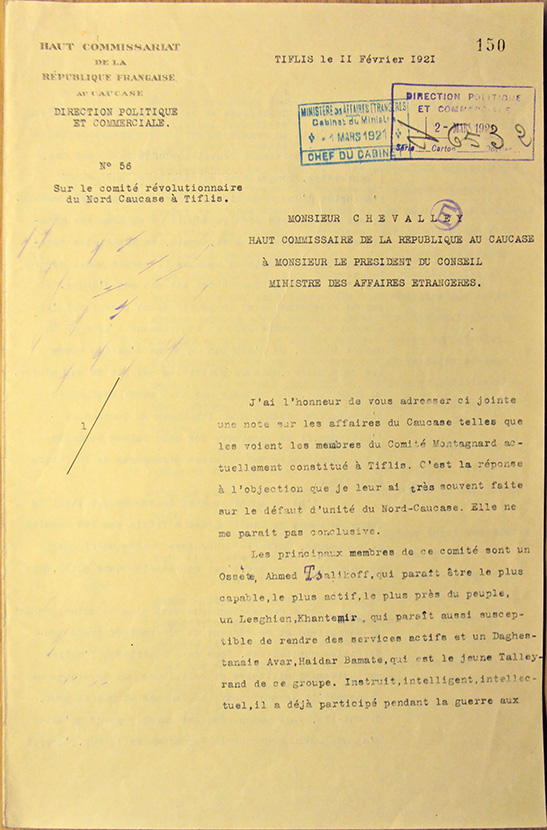 150
HAUT COMMISSARIAT
DE LA
RÉPUBLIQUE FRANÇAISE
AU CAUCASE
DIRECTION POLITIQUE
ET COMMERCIALE.
TIFLIS le II Février I92I
MINISTÈRE DES AFFAIRES ÉTRANGÈRES
Cabinet du Ministre
1 MARS 1921
CHEF DU CABINET
DIRECTION POLITIQUE
ET COMMERCIALE
2 - MARS 1921
Série Carton
N° 56
Sur le comité révolutionnaire
du Nord Caucase à Tiflis.
5
MONSIEUR CHEVALLEY
HAUT COMMISSAIRE DE LA REPUBLIQUE AU CAUCASE
à MONSIEUR LE PRESIDENT DU CONSEIL
MINISTRE DES AFFAIRES ETRANGERES.
1
J'ai l'honneur de vous adresser ci jointe
une note sur les affaires du Caucase telles que
les voient les membres du Comité Montagnard ac-
tuellement constitué à Tiflis. C'est la réponse
à l'objection que je leur ai très souvent faite
sur le défaut d'unité du Nord-Caucase. Elle ne
me parait pas conclusive.
Les principaux membres de ce comité sont un
Ossète, Ahmed Tsalikoff,qui paraît être le plus
capable,le plus actif,le plus près du peuple,
un Lesghien,Khantemir, qui paraît aussi suscep-
tible de rendre des services actifs et un Daghes-
tanais Avar,Haidar Bamate,qui est le jeune Talley-
rand de ce groupe. Instruit,intelligent,intellec-
tuel,il a déjà participé pendant la guerre aux